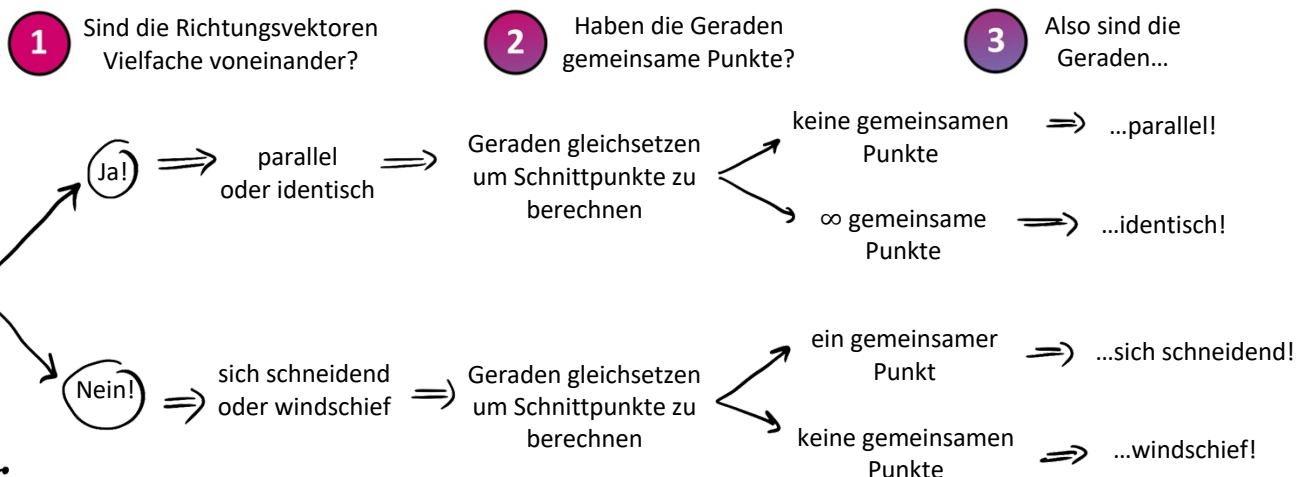 1
Sind die Richtungsvektoren
Vielfache voneinander?
2
Haben die Geraden
gemeinsame Punkte?
3
Also sind die
Geraden...
Ja!
parallel
oder identisch
Geraden gleichsetzen
um Schnittpunkte zu
berechnen
keine gemeinsamen
Punkte
...parallel!
∞ gemeinsame
Punkte
...identisch!
Nein!
sich schneidend
oder windschief
Geraden gleichsetzen
um Schnittpunkte zu
berechnen
ein gemeinsamer
Punkt
...sich schneidend!
keine gemeinsamen
Punkte
...windschief!